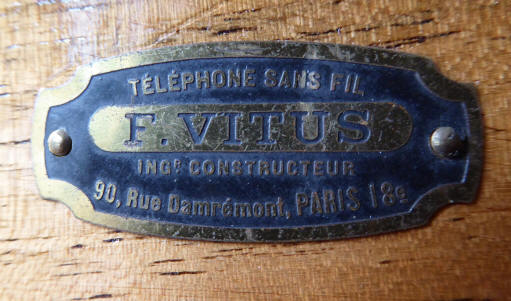 TÉLÉPHONE SANS FIL
F. VITUS
INGR CONSTRUCTEUR
90, Rue Damrémont, PARIS 18e